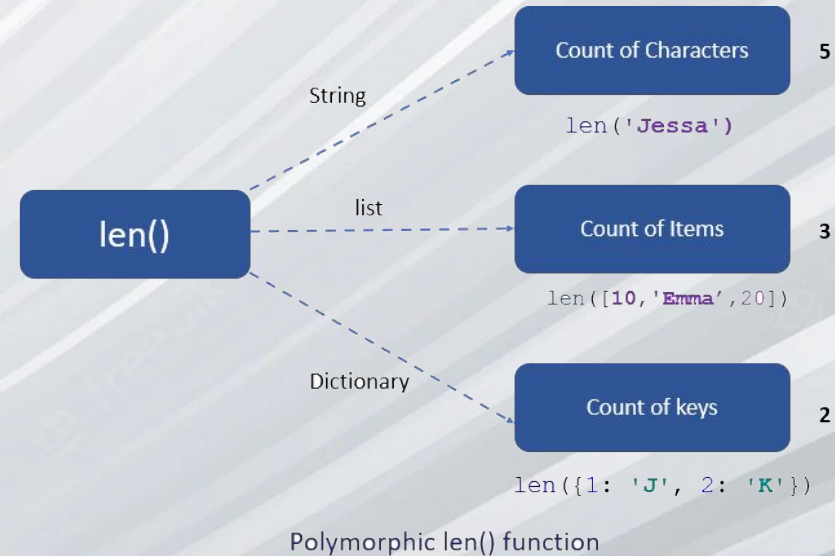 Count of Characters 5
String
len('Jessa')
len()
list
Count of Items 3
len([10,'Emma’,20])
Dictionary
Count of keys 2
len({1: 'J', 2: 'K'})
Polymorphic len() function